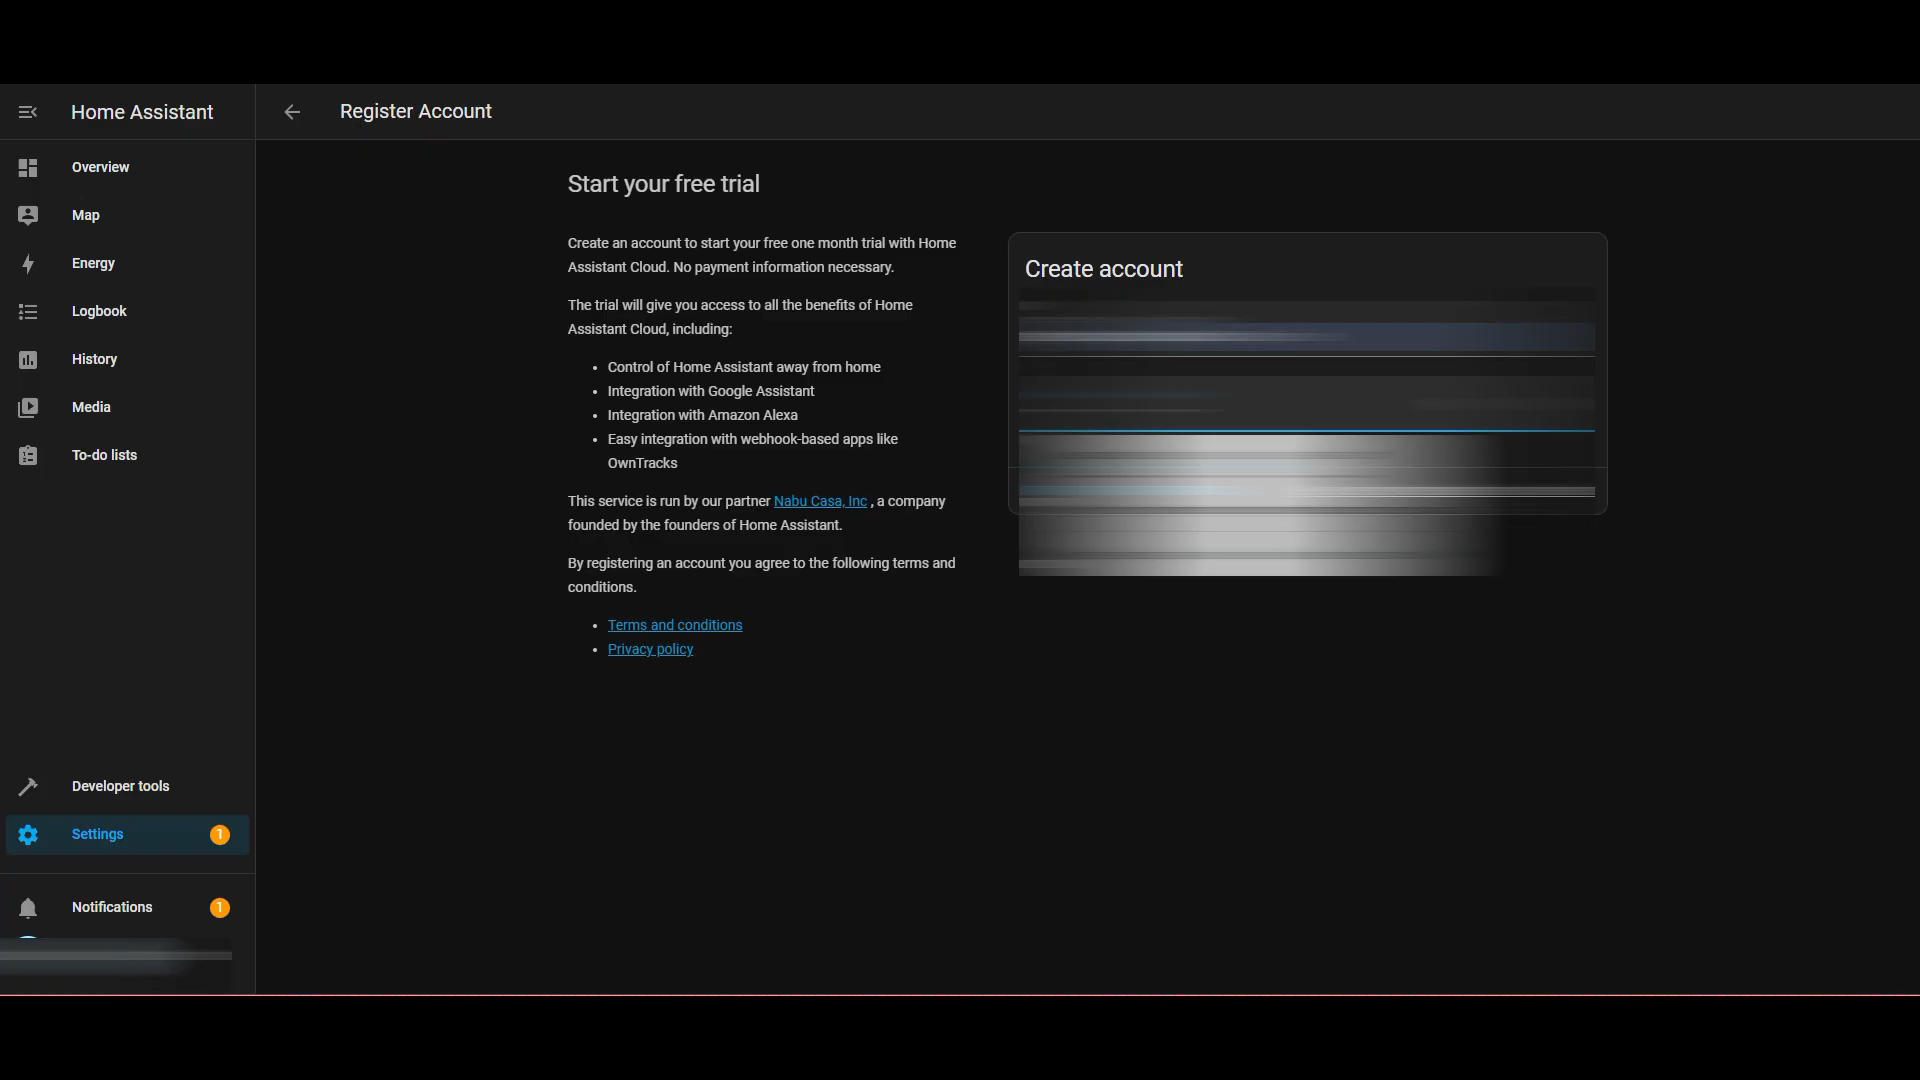 Home Assistant
Register Account
Overview
Map
Energy
Logbook
History
Media
To-do lists
Developer tools
Settings
1
Notifications
1
Start your free trial
Create an account to start your free one month trial with Home
Assistant Cloud. No payment information necessary.
The trial will give you access to all the benefits of Home
Assistant Cloud, including:
• Control of Home Assistant away from home
• Integration with Google Assistant
• Integration with Amazon Alexa
• Easy integration with webhook-based apps like
OwnTracks
This service is run by our partner Nabu Casa, Inc , a company
founded by the founders of Home Assistant.
By registering an account you agree to the following terms and
conditions.
• Terms and conditions
• Privacy policy
Create account